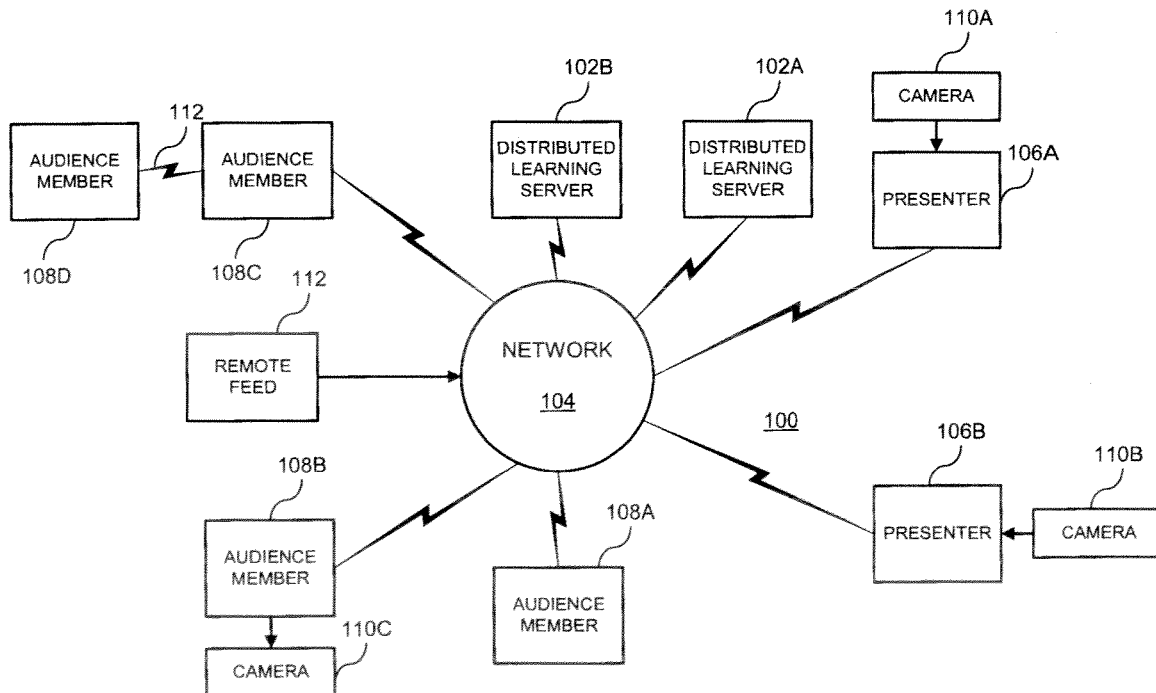 110A
CAMERA
102B
102A
112
AUDIENCE
MEMBER
AUDIENCE
MEMBER
DISTRIBUTED
LEARNING
SERVER
DISTRIBUTED
LEARNING
SERVER
106A
PRESENTER
108D
108C
112
REMOTE
FEED
NETWORK
104
100
106B
110B
PRESENTER
CAMERA
108B
AUDIENCE
MEMBER
108A
AUDIENCE
MEMBER
110C
CAMERA